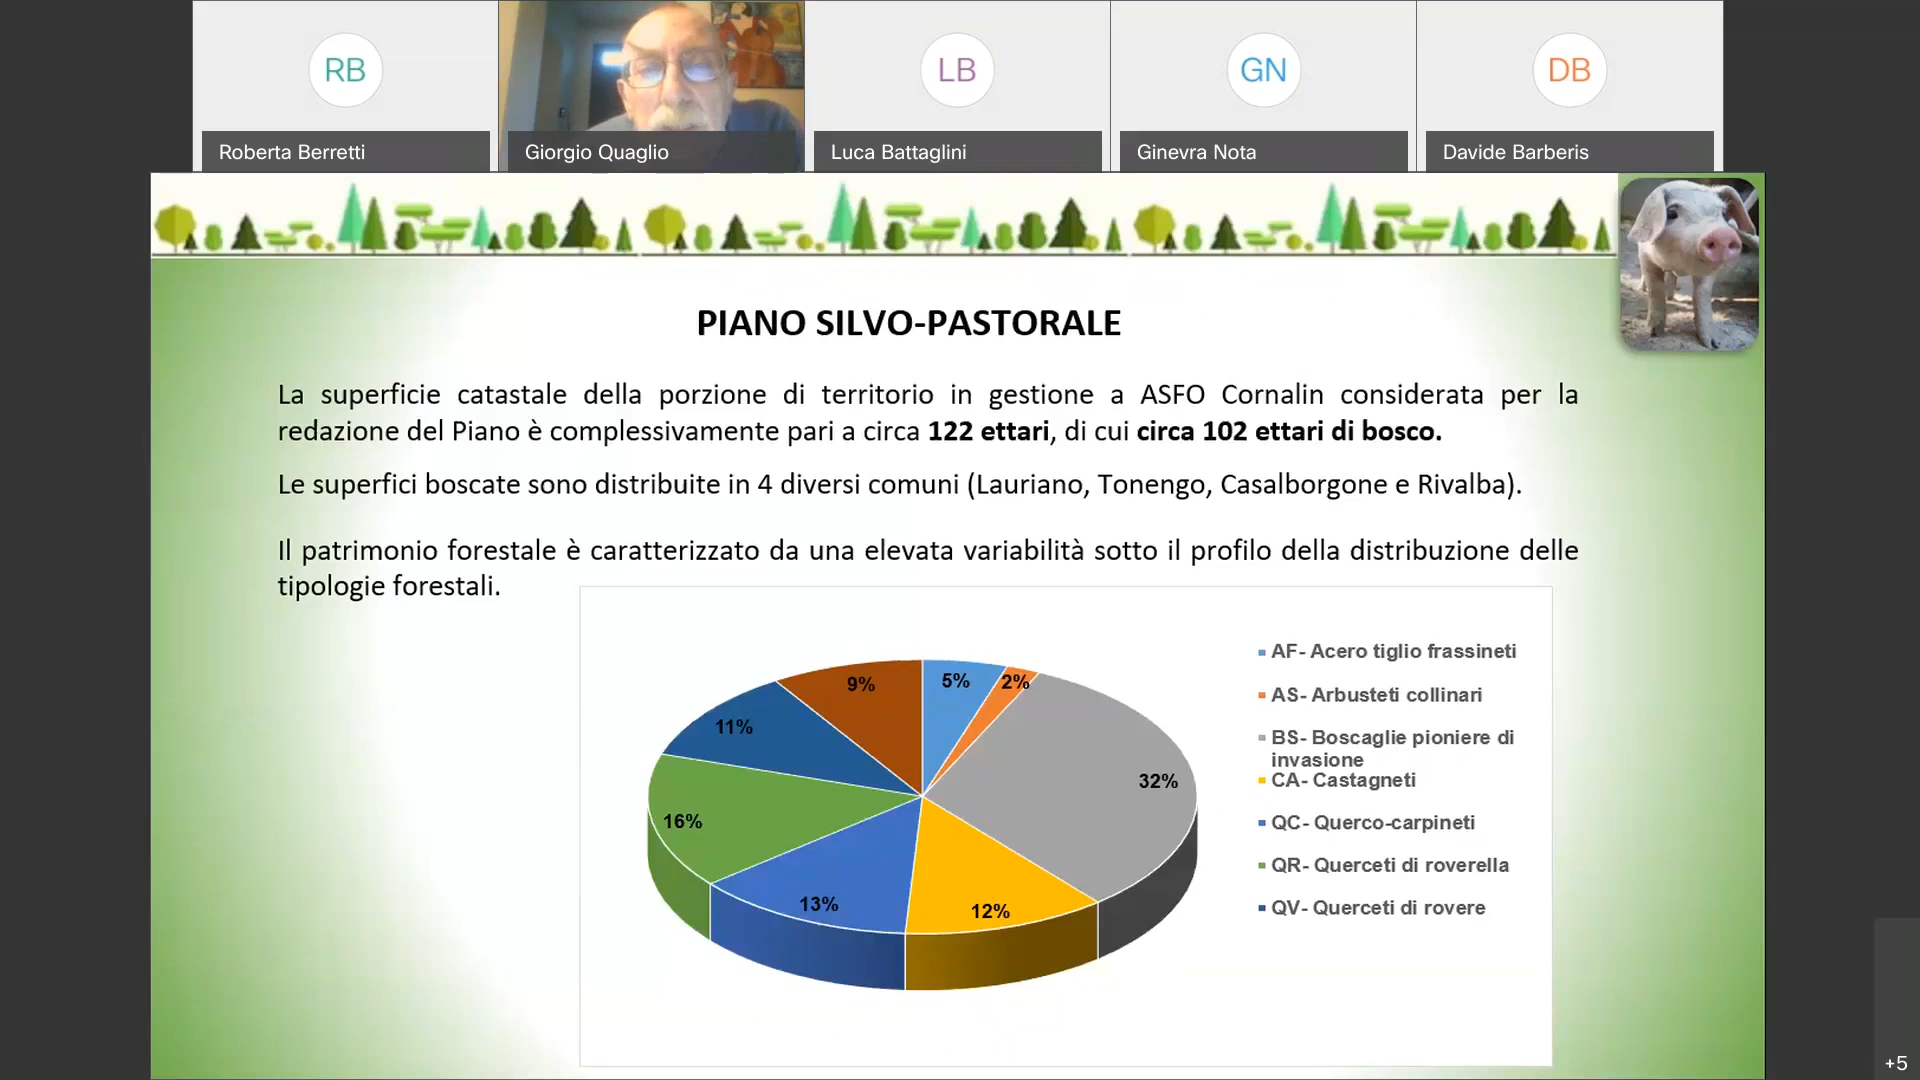 RB
LB
GN
DB
Roberta Berretti
Giorgio Quaglio
Luca Battaglini
Ginevra Nota
Davide Barberis
PIANO SILVO-PASTORALE
La superficie catastale della porzione di territorio in gestione a ASFO Cornalin considerata per la
redazione del Piano è complessivamente pari a circa 122 ettari, di cui circa 102 ettari di bosco.
Le superfici boscate sono distribuite in 4 diversi comuni (Lauriano, Tonengo, Casalborgone e Rivalba).
Il patrimonio forestale è caratterizzato da una elevata variabilità sotto il profilo della distribuzione delle
tipologie forestali.
9%
5%
2%
11%
32%
16%
13%
12%
AF- Acero tiglio frassineti
AS- Arbusteti collinari
BS- Boscaglie pioniere di
invasione
CA- Castagneti
QC- Querco-carpineti
QR- Querceti di roverella
QV- Querceti di rovere
+5